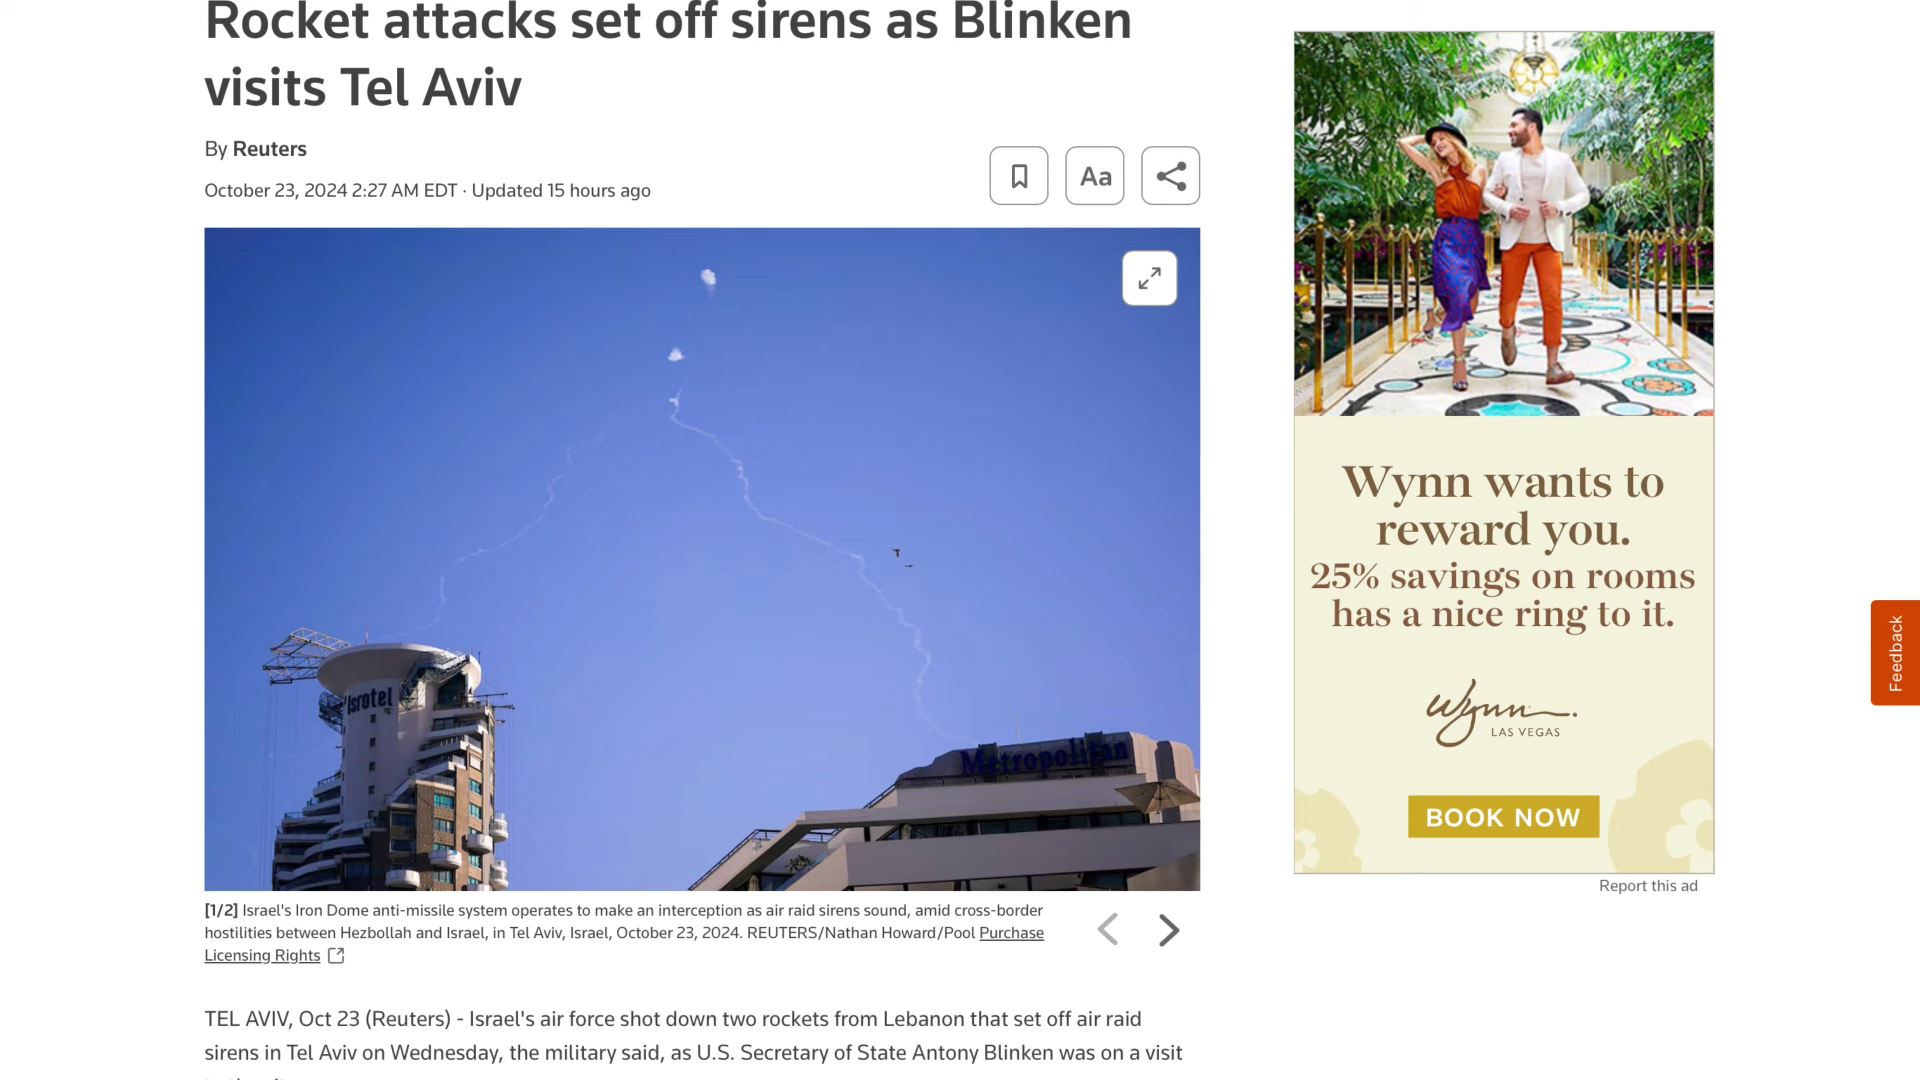 Rocket attacks set off sirens as Blinken
visits Tel Aviv
By Reuters
October 23, 2024 2:27 AM EDT · Updated 15 hours ago
Aa
Isrotel
Metropolitan
[1/2] Israel's Iron Dome anti-missile system operates to make an interception as air raid sirens sound, amid cross-border
hostilities between Hezbollah and Israel, in Tel Aviv, Israel, October 23, 2024. REUTERS/Nathan Howard/Pool Purchase
Licensing Rights
TEL AVIV, Oct 23 (Reuters) - Israel's air force shot down two rockets from Lebanon that set off air raid
sirens in Tel Aviv on Wednesday, the military said, as U.S. Secretary of State Antony Blinken was on a visit
Wynn wants to
reward you.
25% savings on rooms
has a nice ring to it.
Wynn
LAS VEGAS
BOOK NOW
Report this ad
Feedback